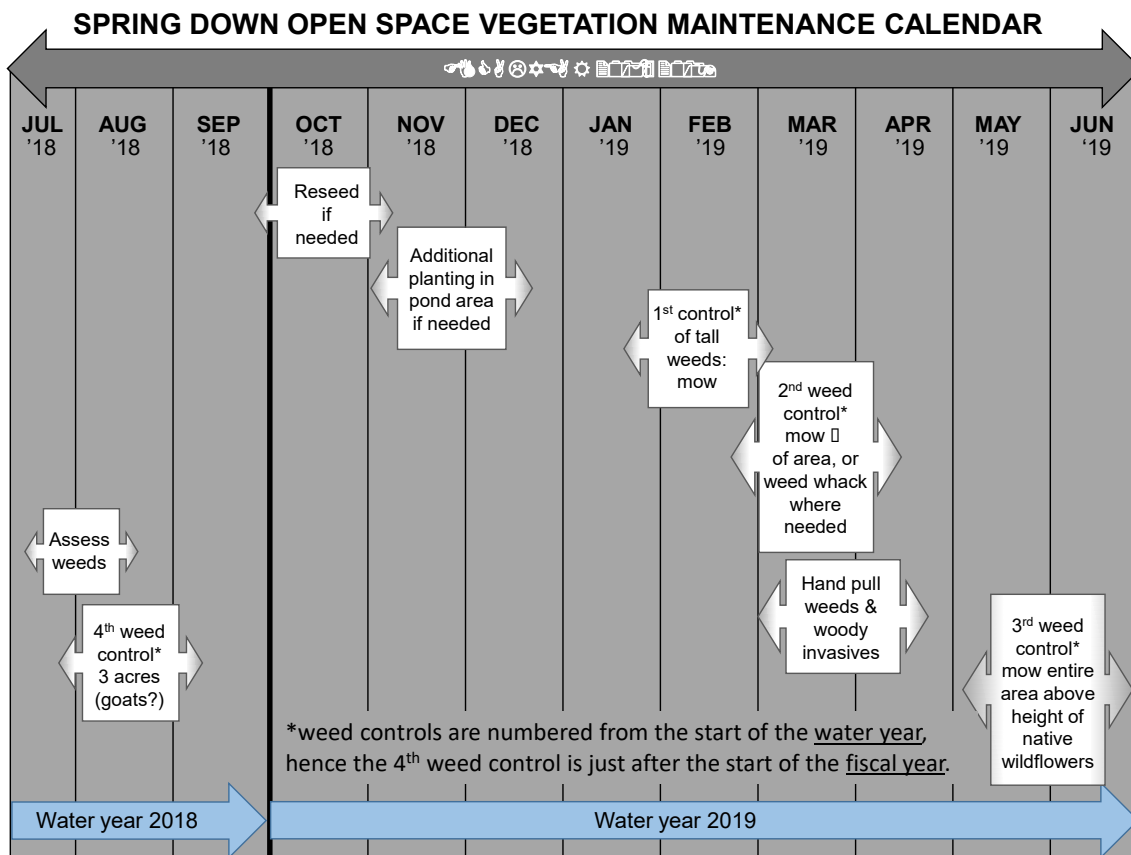 SPRING DOWN OPEN SPACE VEGETATION MAINTENANCE CALENDAR
JUL AUG SEP OCT NOV DEC JAN FEB MAR APR MAY JUN
’18 ’18 ’18 ’18 ’18 ’18 ’19 ’19 ’19 ’19 ’19 ‘19
Reseed
if
needed
Additional
planting in
pond area
if needed
1st control*
of tall
weeds:
mow
2nd weed
control*
mow
of area, or
weed whack
where
needed
Assess
weeds
Hand pull
weeds &
woody
invasives
4th weed
control*
3 acres
(goats?)
3rd weed
control*
mow entire
area above
height of
native
wildflowers
*weed controls are numbered from the start of the water year,
hence the 4th weed control is just after the start of the fiscal year.
Water year 2018
Water year 2019